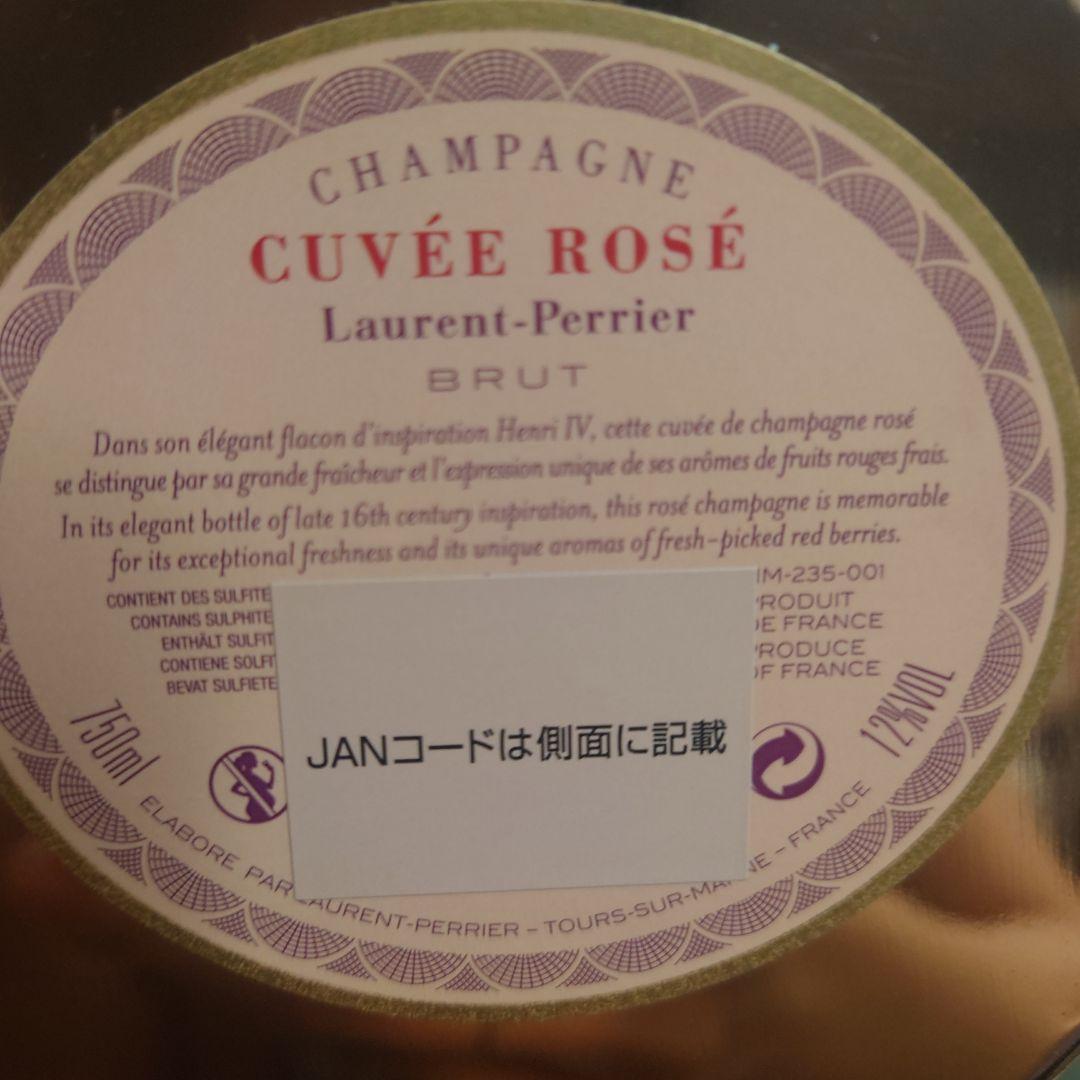 CHAMPAGNE
CUVÉE ROSÉ
Laurent-Perrier
BRUT
Dans son élégant flacon d'inspiration Henri IV, cette cuvée de champagne rosé
se distingue par sa grande fraîcheur et l'expression unique de ses arômes de fruits rouges frais.
In its elegant bottle of late 16th century inspiration, this rosé champagne is memorable
for its exceptional freshness and its unique aromas of fresh-picked red berries.
CONTIENT DES SULFITE
CONTAINS SULPHITE
ENTHÄLT SULFIT
CONTIENE SOLFIT
BEVAT SULFIETE
IM-235-001
RODUIT
DE FRANCE
RODUCE
OF FRANCE
750ml
12%VOL
JANコードは側面に記載
ELABORE PAR LAURENT-PERRIER – TOURS-SUR-MARNE – FRANCE